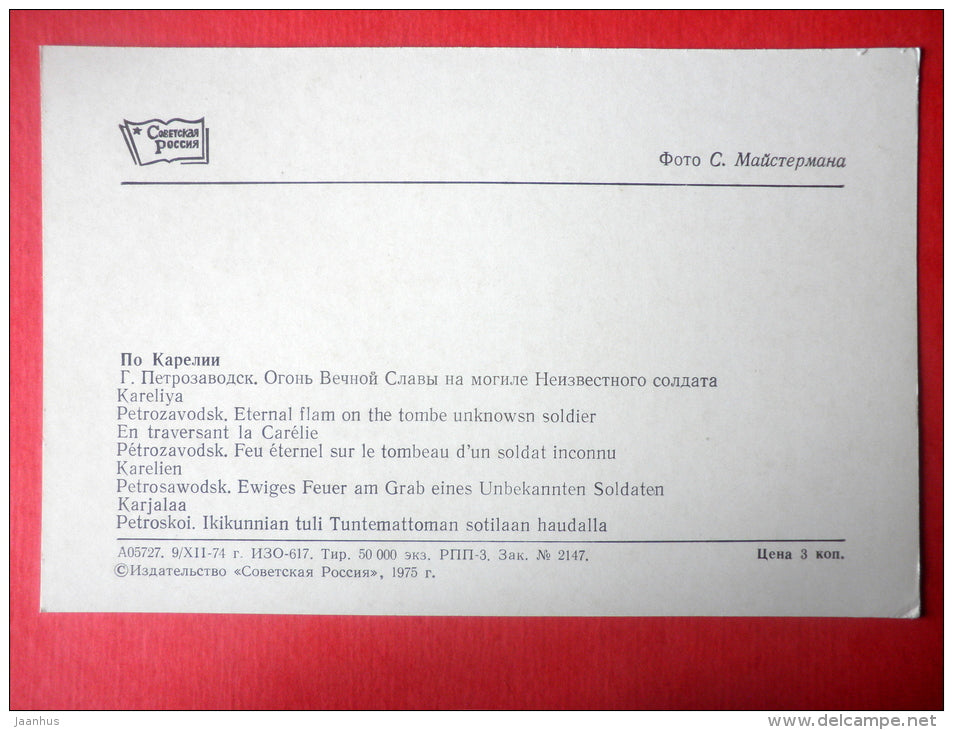 Советская
Россия
Фото С. Майстермана
По Карелии
Г. Петрозаводск. Огонь Вечной Славы на могиле Неизвестного солдата
Kareliya
Petrozavodsk. Eternal flam on the tombe unknowsn soldier
En traversant la Carélie
Pétrozavodsk. Feu éternel sur le tombeau d'un soldat inconnu
Karelien
Petrosawodsk. Ewiges Feuer am Grab eines Unbekannten Soldaten
Karjalaa
Petroskoi. Ikikunnian tuli Tuntemattoman sotilaan haudalla
А05727. 9/XII-74 г. ИЗО-617. Тир. 50 000 экз. РПП-3. Зак. № 2147. Цена 3 коп.
©Издательство «Советская Россия», 1975 г.
jaanhus
www.delcampe.net